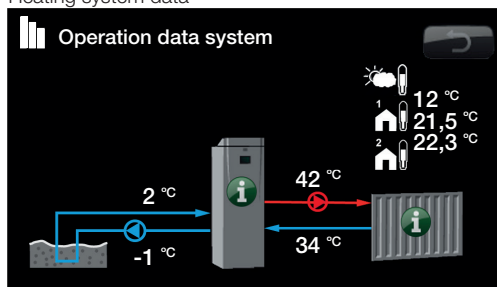 Heating system data
Operation data system
12 °C
1
21,5 °C
2
22,3 °C
2 °C
42 °C
i
i
-1 °C
34 °C